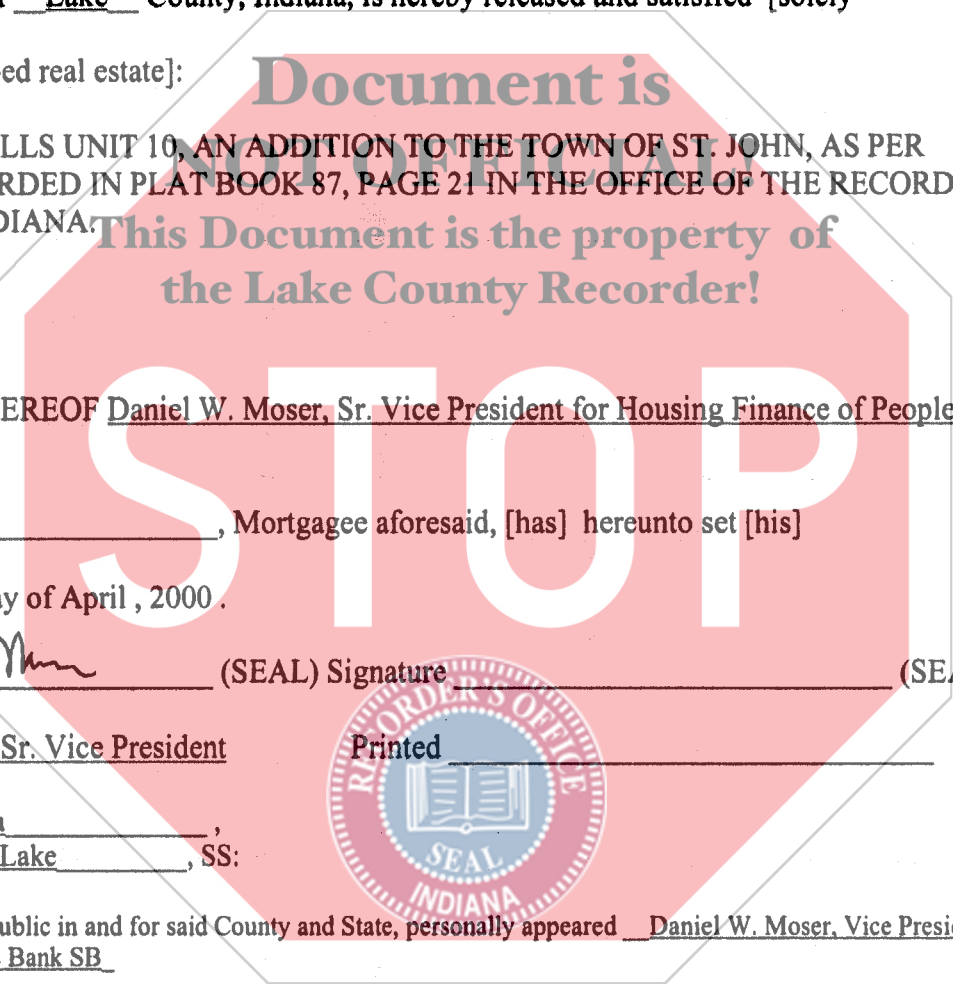 Lake County, Indiana, is hereby released and satisfied [solely
ed real estate]:
Document is
LLS UNIT 10, AN ADDITION TO THE TOWN OF ST. JOHN, AS PER
NOT OFFICIAL!
RDED IN PLAT BOOK 87, PAGE 21 IN THE OFFICE OF THE RECORD
DIANA.
This Document is the property of
the Lake County Recorder!
STOP
EREOF Daniel W. Moser, Sr. Vice President for Housing Finance of People
, Mortgagee aforesaid, [has] hereunto set [his]
ay of April , 2000 .
(SEAL) Signature (SEA
Sr. Vice President Printed
,
Lake , SS:
RECORDER'S OFFICE
SEAL
INDIANA
ublic in and for said County and State, personally appeared Daniel W. Moser, Vice Presid
Bank SB